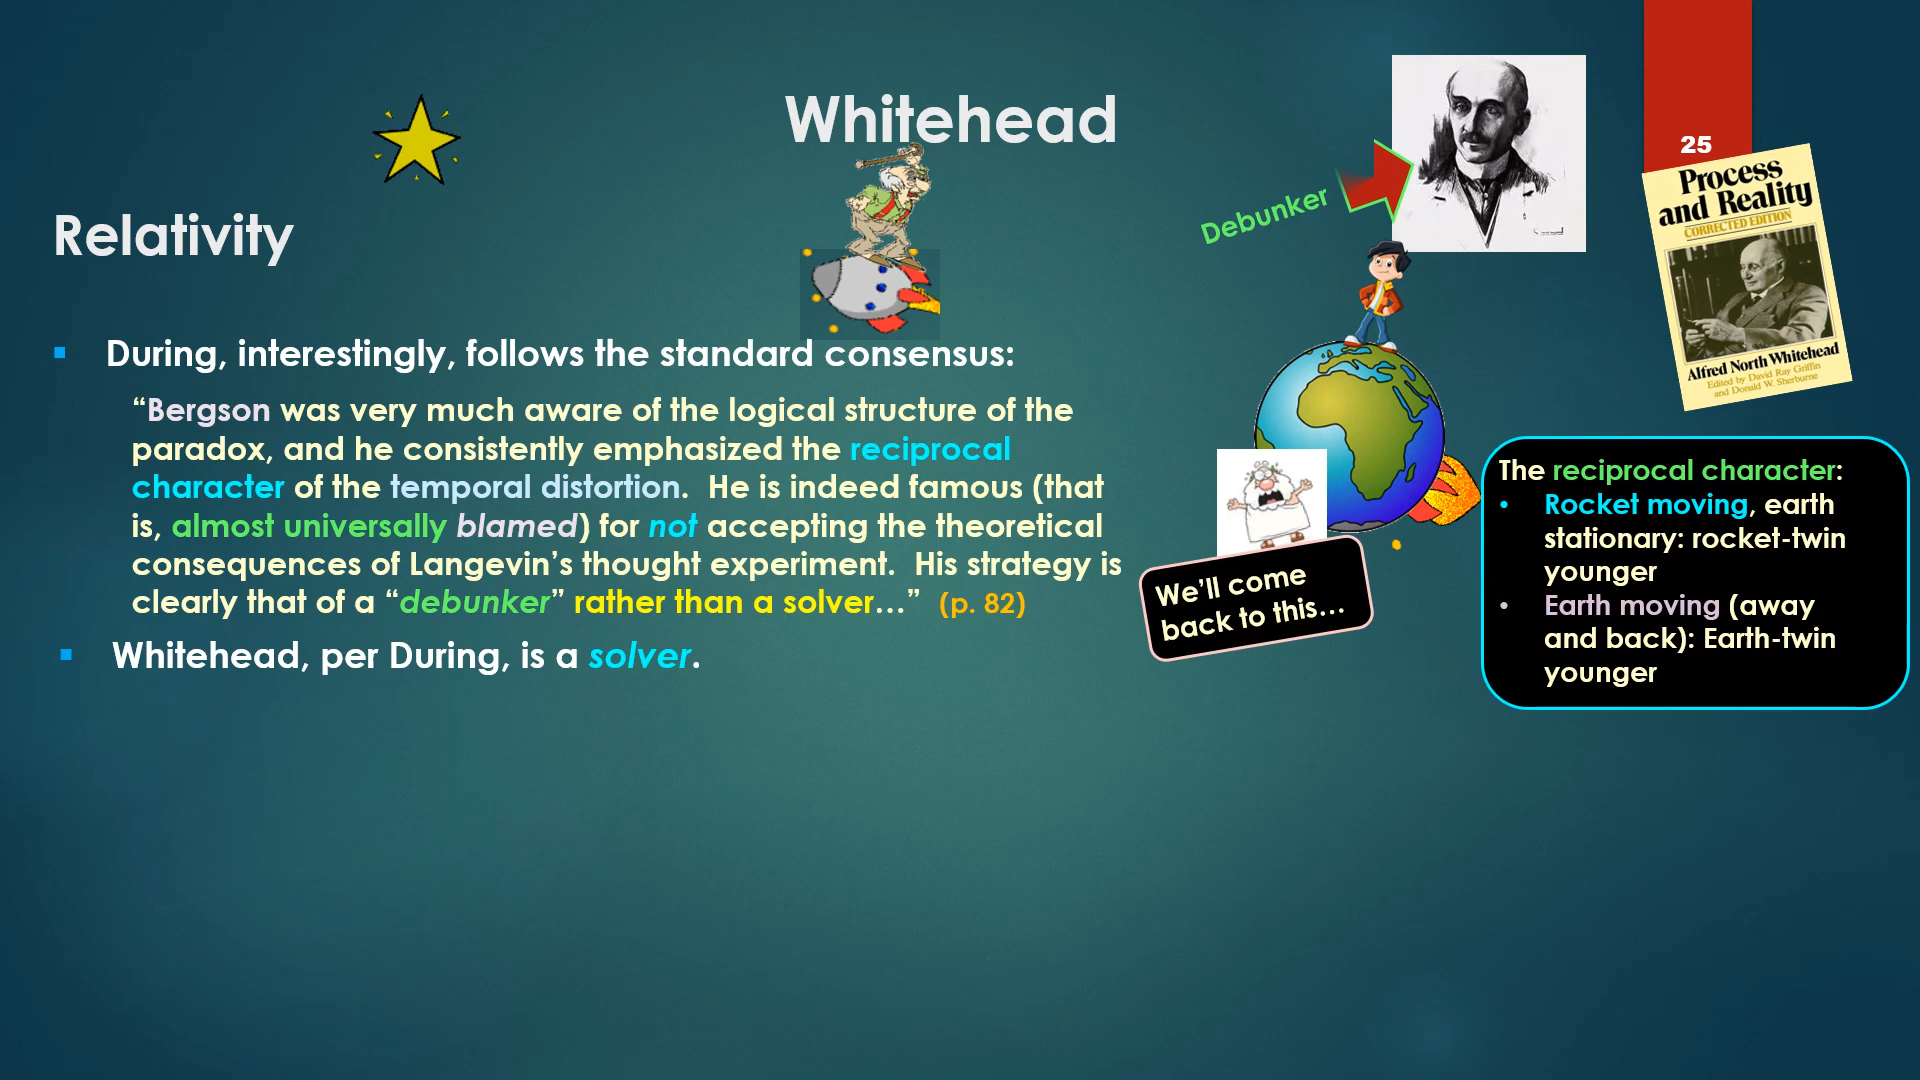 Whitehead
25
Debunker
Process
and Reality
CORRECTED EDITION
Alfred North Whitehead
Edited by David Ray Griffin
and Donald W. Sherburne
Relativity
▪ During, interestingly, follows the standard consensus:
“Bergson was very much aware of the logical structure of the
paradox, and he consistently emphasized the reciprocal
character of the temporal distortion.  He is indeed famous (that
is, almost universally blamed) for not accepting the theoretical
consequences of Langevin’s thought experiment.  His strategy is
clearly that of a “debunker” rather than a solver…”  (p. 82)
▪ Whitehead, per During, is a solver.
We’ll come
back to this…
The reciprocal character:
• Rocket moving, earth
stationary: rocket-twin
younger
• Earth moving (away
and back): Earth-twin
younger